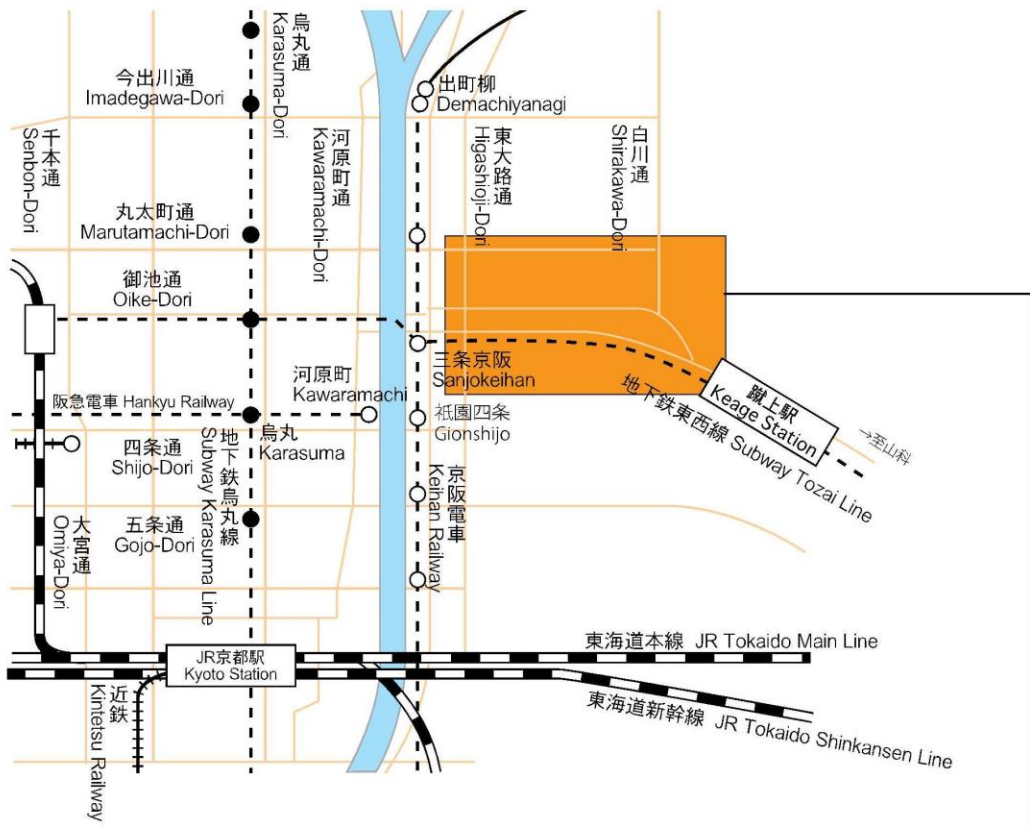 烏丸通
Karasuma-Dori
今出川通
Imadegawa-Dori
出町柳
Demachiyanagi
千本通
Senbon-Dori
河原町通
Kawaramachi-Dori
東大路通
Higashioji-Dori
白川通
Shirakawa-Dori
丸太町通
Marutamachi-Dori
御池通
Oike-Dori
三条京阪
Sanjokeihan
河原町
Kawaramachi
阪急電車 Hankyu Railway
烏丸
Karasuma
祇園四条
Gionshijo
蹴上駅
Keage Station
→至山科
地下鉄東西線 Subway Tozai Line
四条通
Shijo-Dori
地下鉄烏丸線
Subway Karasuma Line
京阪電車
Keihan Railway
大宮通
Omiya-Dori
五条通
Gojo-Dori
JR京都駅
Kyoto Station
東海道本線 JR Tokaido Main Line
東海道新幹線 JR Tokaido Shinkansen Line
近鉄
Kintetsu Railway